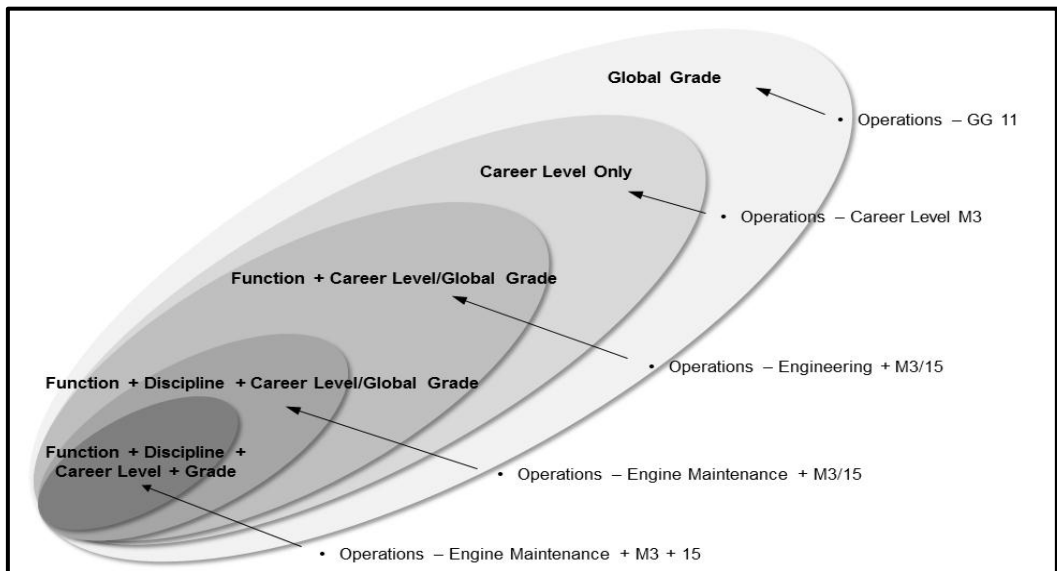 Global Grade
• Operations – GG 11
Career Level Only
• Operations – Career Level M3
Function + Career Level/Global Grade
• Operations – Engineering + M3/15
Function + Discipline + Career Level/Global Grade
Function + Discipline +
Career Level + Grade
• Operations – Engine Maintenance + M3/15
• Operations – Engine Maintenance + M3 + 15